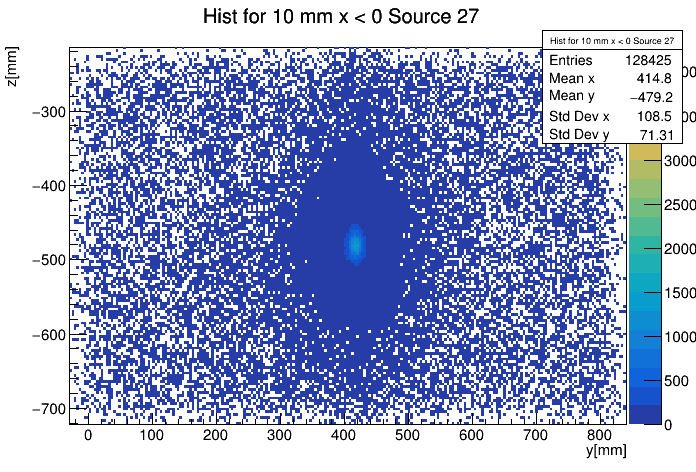 Hist for 10 mm x < 0 Source 27
Hist for 10 mm x < 0 Source 27
Entries 128425
Mean x 414.8
Mean y −479.2
Std Dev x 108.5
Std Dev y 71.31
z[mm]
−300
−400
−500
−600
−700
0 100 200 300 400 500 600 700 800
y[mm]
3000
2500
2000
1500
1000
500
0